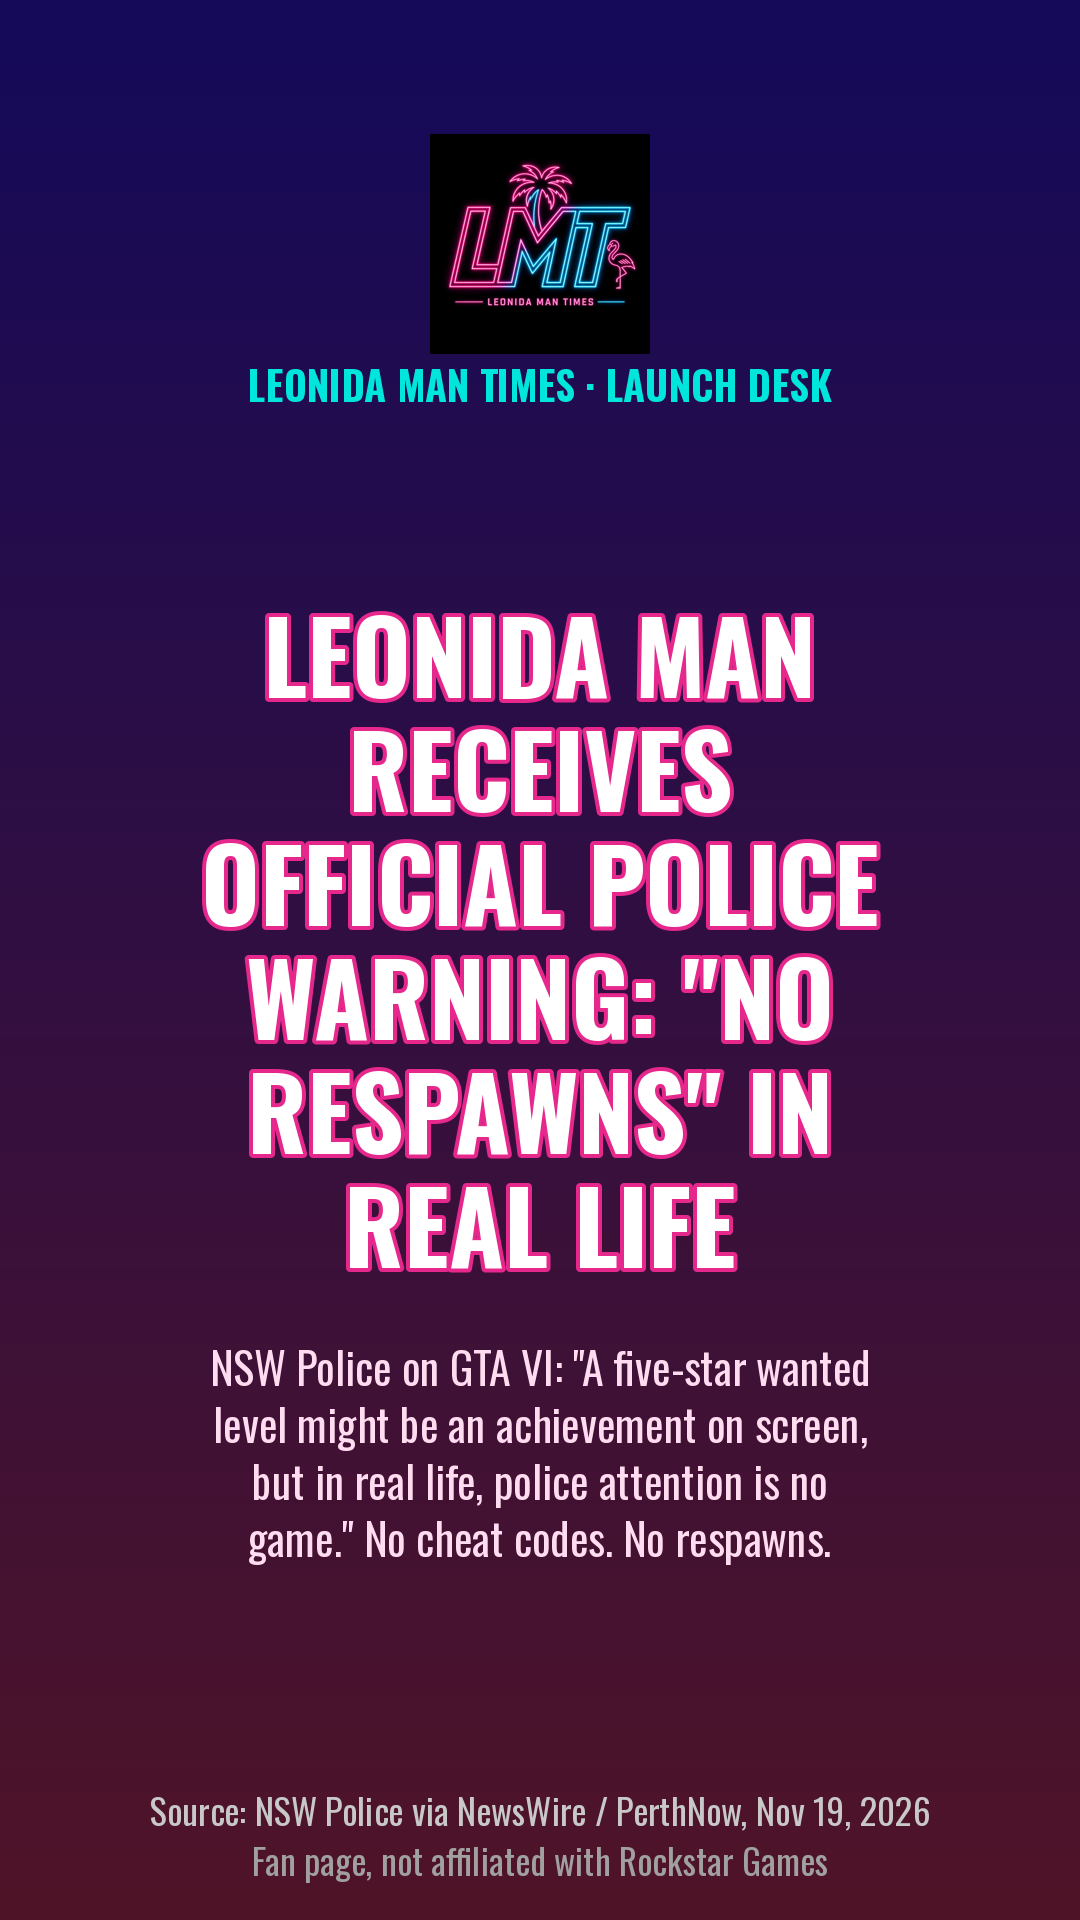 LMT
LEONIDA MAN TIMES
LEONIDA MAN TIMES · LAUNCH DESK
LEONIDA MAN
RECEIVES
OFFICIAL POLICE
WARNING: "NO
RESPAWNS" IN
REAL LIFE
NSW Police on GTA VI: "A five-star wanted
level might be an achievement on screen,
but in real life, police attention is no
game." No cheat codes. No respawns.
Source: NSW Police via NewsWire / PerthNow, Nov 19, 2026
Fan page, not affiliated with Rockstar Games